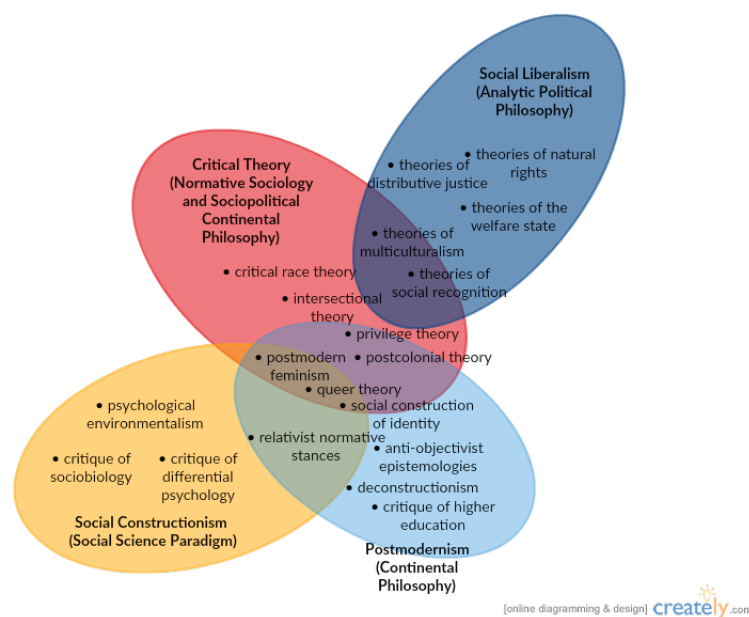 Social Liberalism
(Analytic Political
Philosophy)
• theories of natural
rights
• theories of
distributive justice
• theories of the
welfare state
• theories of
multiculturalism
• theories of
social recognition
Critical Theory
(Normative Sociology
and Sociopolitical
Continental
Philosophy)
• critical race theory
• intersectional
theory
• privilege theory
• postmodern
feminism
• postcolonial theory
• queer theory
• social construction
of identity
• relativist normative
stances
• anti-objectivist
epistemologies
• deconstructionism
• critique of higher
education
Postmodernism
(Continental
Philosophy)
• psychological
environmentalism
• critique of
sociobiology
• critique of
differential
psychology
Social Constructionism
(Social Science Paradigm)
[online diagramming & design] creately.com